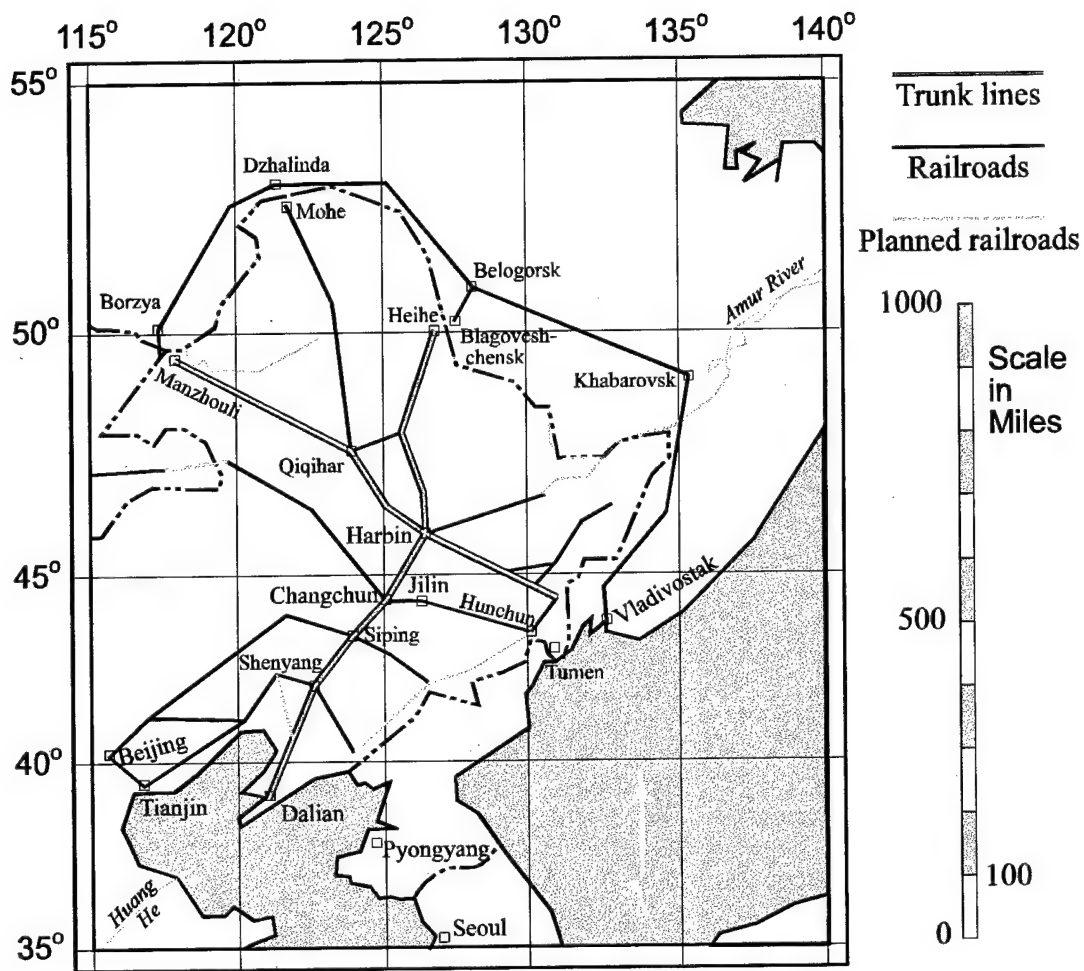 115° 120° 125° 130° 135° 140°
55°
50°
45°
40°
35°
Trunk lines
Railroads
Planned railroads
1000
500
100
0
Scale
in
Miles
Dzhalinda
Mohe
Belogorsk
Borzya
Heihe
Blagovesh-
chensk
Amur River
Manzhouli
Khabarovsk
Qiqihar
Harbin
Jilin
Changchun
Hunchun
Vladivostak
Siping
Shenyang
Tumen
Beijing
Tianjin
Dalian
Pyongyang
Huang
He
Seoul